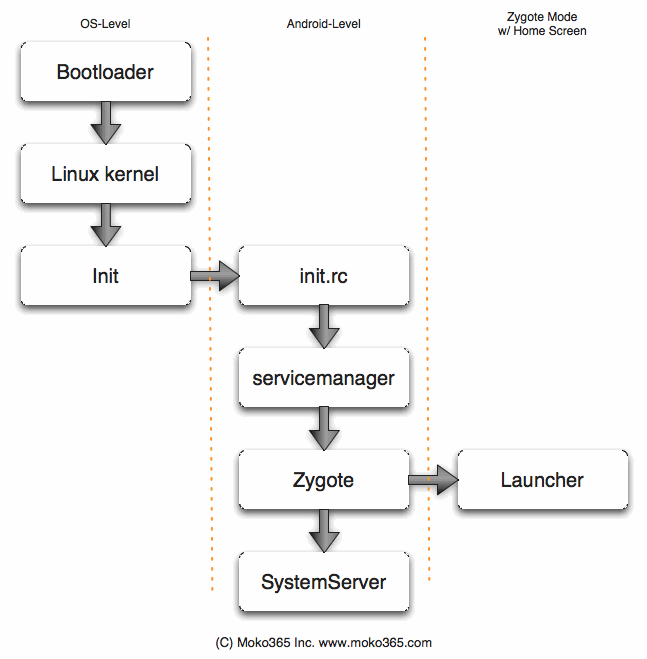 OS-Level
Android-Level
Zygote Mode
w/ Home Screen
Bootloader
Linux kernel
Init
init.rc
servicemanager
Zygote
Launcher
SystemServer
(C) Moko365 Inc. www.moko365.com